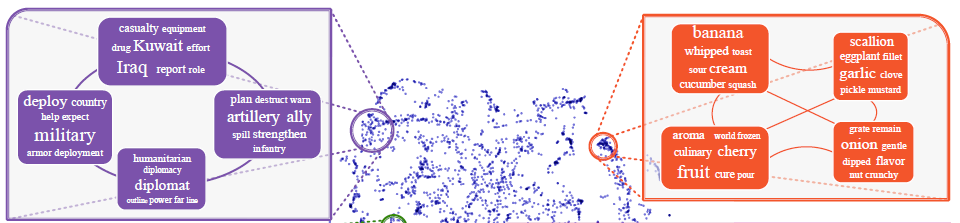 casualty equipment
drug Kuwait effort
Iraq report role
deploy country
help expect
military
armor deployment
plan destruct warn
artillery ally
spill strengthen
infantry
humanitarian
diplomacy
diplomat
outline power far line
banana
whipped toast
sour cream
cucumber squash
scallion
eggplant fillet
garlic clove
pickle mustard
aroma world frozen
culinary cherry
fruit cure pour
grate remain
onion gentle
dipped flavor
nut crunchy